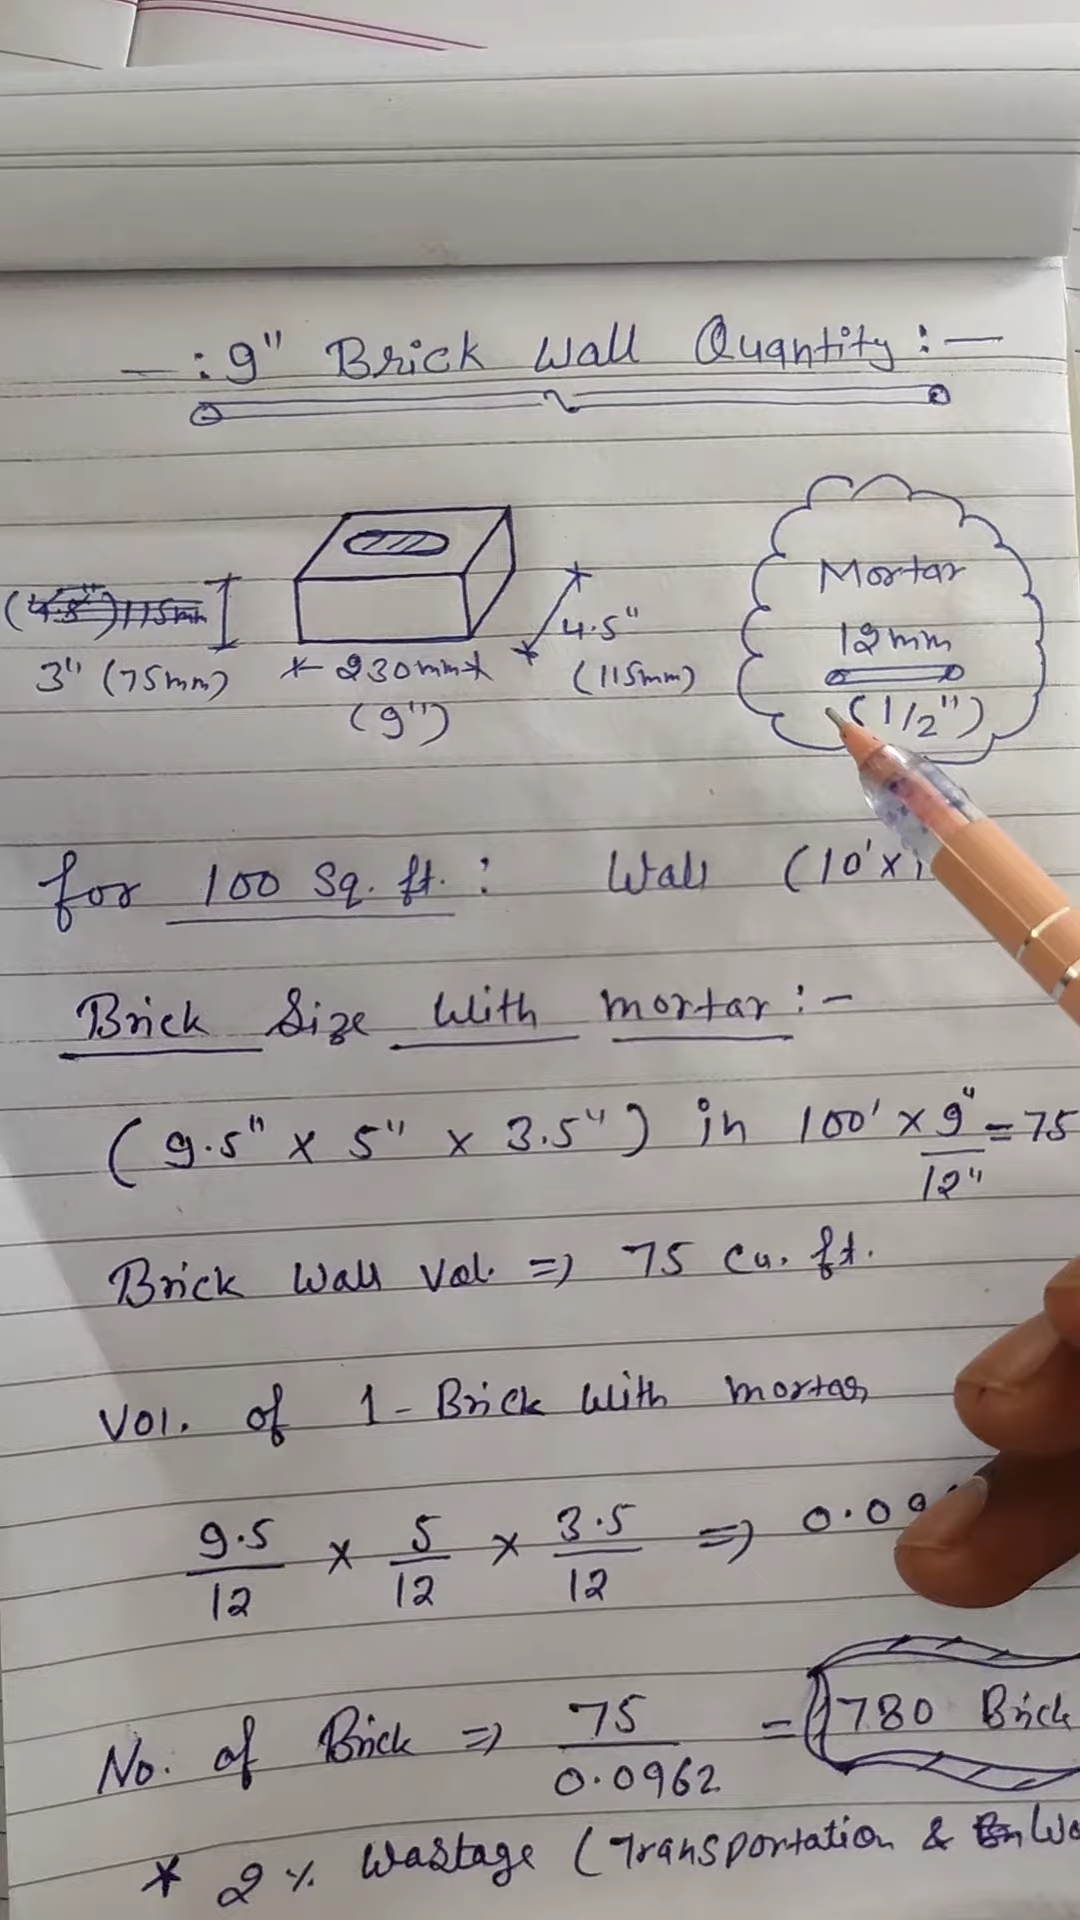 —: 9" Brick Wall Quantity :—
Mortar
12mm
(1/2")
(4.5") 115mm
3" (75mm)
230mm
(9")
4.5"
(115mm)
for 100 Sq. ft. : Wall (10'x
Brick Size With mortar :-
(9.5" x 5" x 3.5") in 100' x 9"/12" = 75
Brick Wall Vol. => 75 Cu. ft.
Vol. of 1 - Brick With mortar
9.5/12 x 5/12 x 3.5/12 => 0.09
No. of Brick => 75/0.0962 = 780 Brick
* 2% Wastage (Transportation &